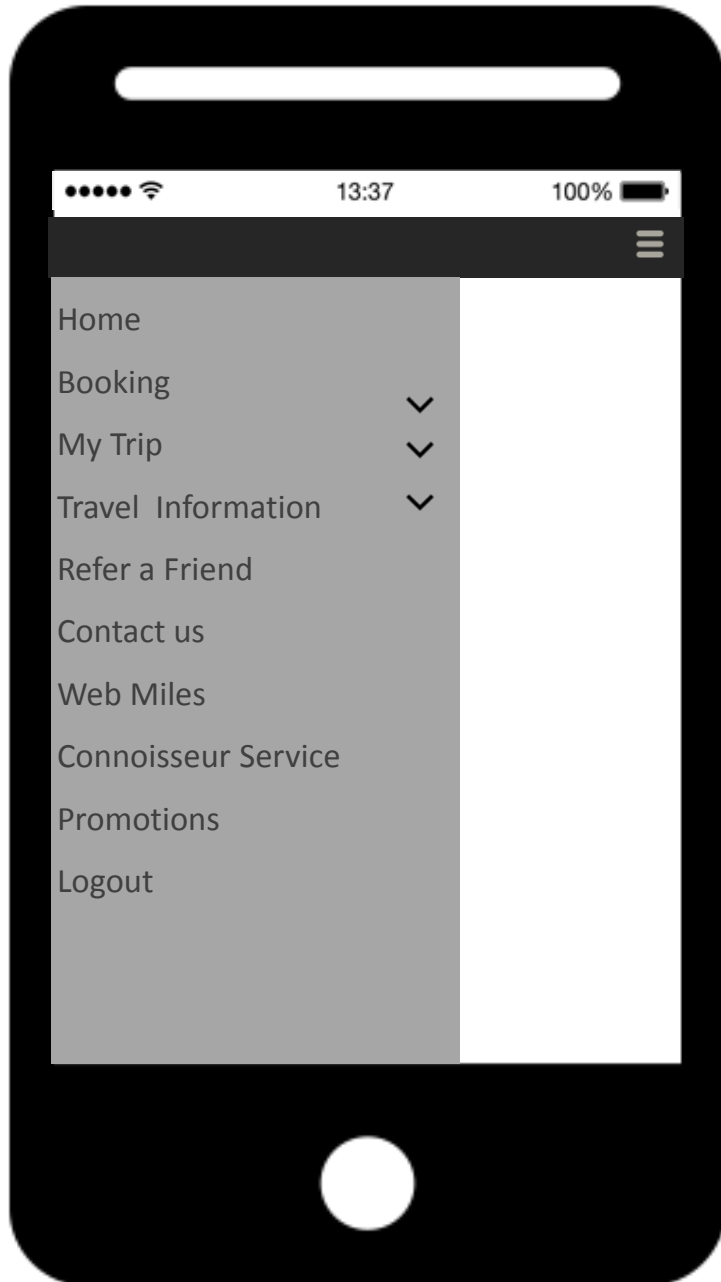 13:37 100%
Home
Booking
My Trip
Travel  Information
Refer a Friend
Contact us
Web Miles
Connoisseur Service
Promotions
Logout